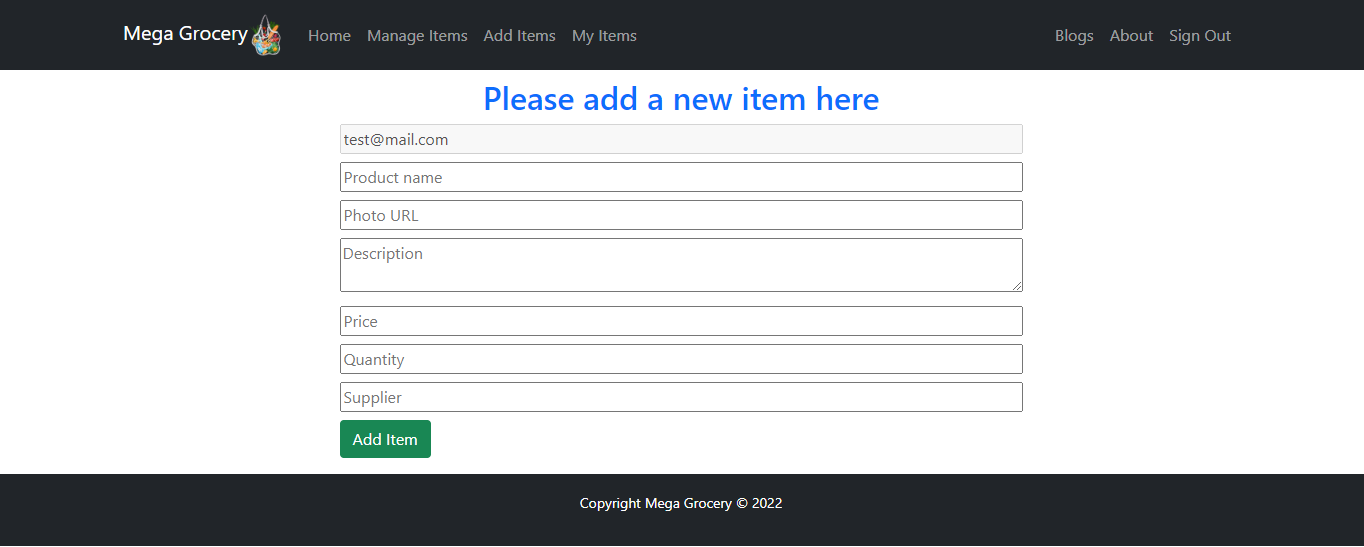 Mega Grocery Home Manage Items Add Items My Items Blogs About Sign Out
Please add a new item here
test@mail.com
Product name
Photo URL
Description
Price
Quantity
Supplier
Add Item
Copyright Mega Grocery © 2022